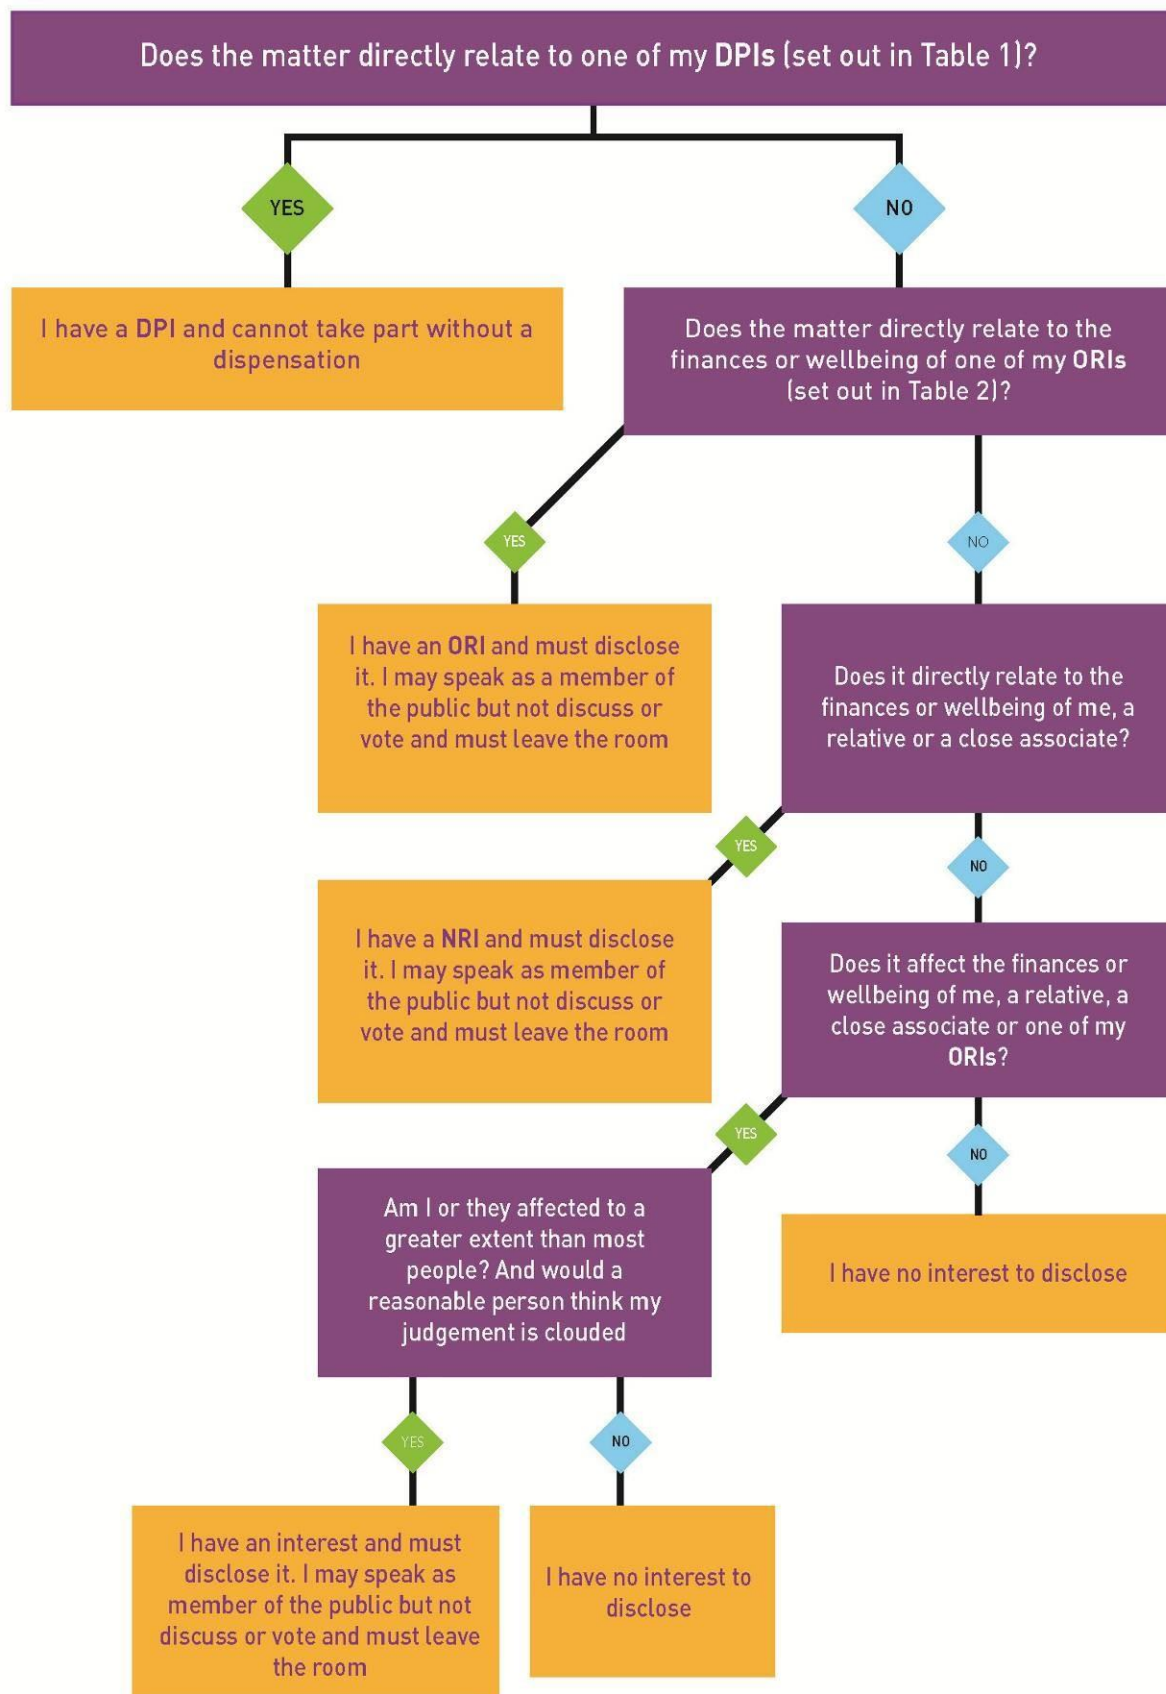 Does the matter directly relate to one of my DPIs (set out in Table 1)?
YES
NO
I have a DPI and cannot take part without a
dispensation
Does the matter directly relate to the
finances or wellbeing of one of my ORIs
(set out in Table 2)?
YES
NO
I have an ORI and must disclose
it. I may speak as a member of
the public but not discuss or
vote and must leave the room
Does it directly relate to the
finances or wellbeing of me, a
relative or a close associate?
YES
NO
I have a NRI and must disclose
it. I may speak as member of
the public but not discuss or
vote and must leave the room
Does it affect the finances or
wellbeing of me, a relative, a
close associate or one of my
ORIs?
YES
NO
Am I or they affected to a
greater extent than most
people? And would a
reasonable person think my
judgement is clouded
I have no interest to disclose
YES
NO
I have an interest and must
disclose it. I may speak as
member of the public but not
discuss or vote and must leave
the room
I have no interest to
disclose